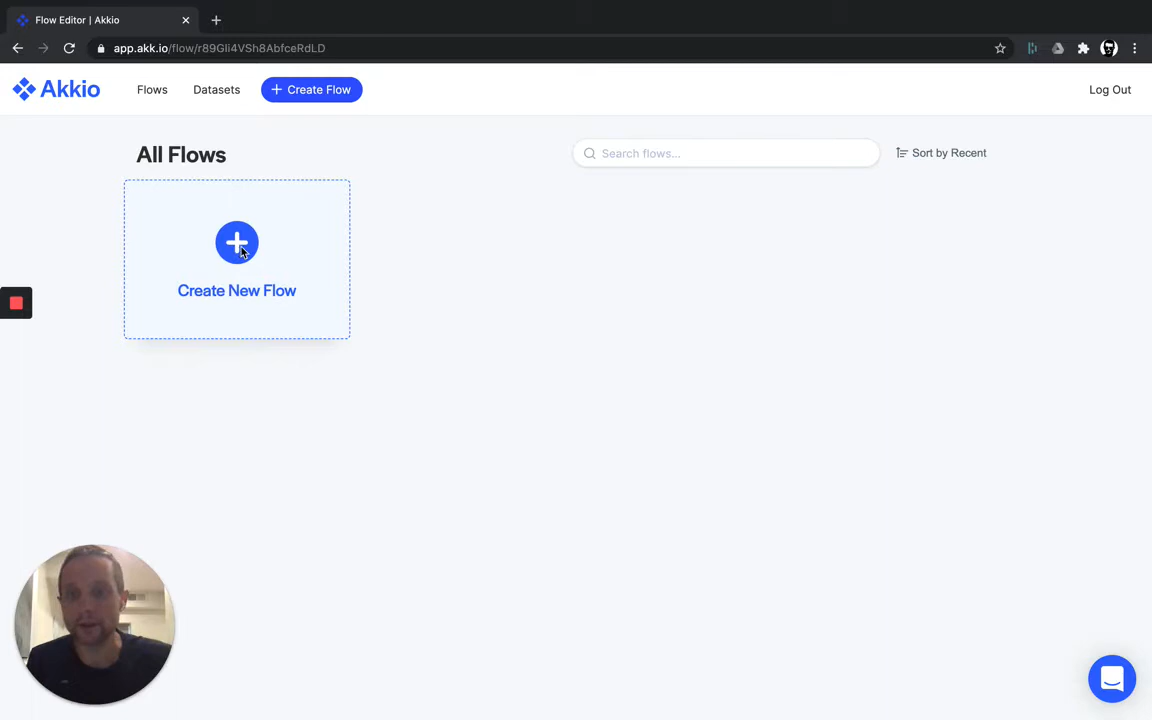 Flow Editor | Akkio
app.akk.io/flow/r89Gli4VSh8AbfceRdLD
Akkio
Flows
Datasets
+ Create Flow
Log Out
All Flows
Search flows...
Sort by Recent
Create New Flow